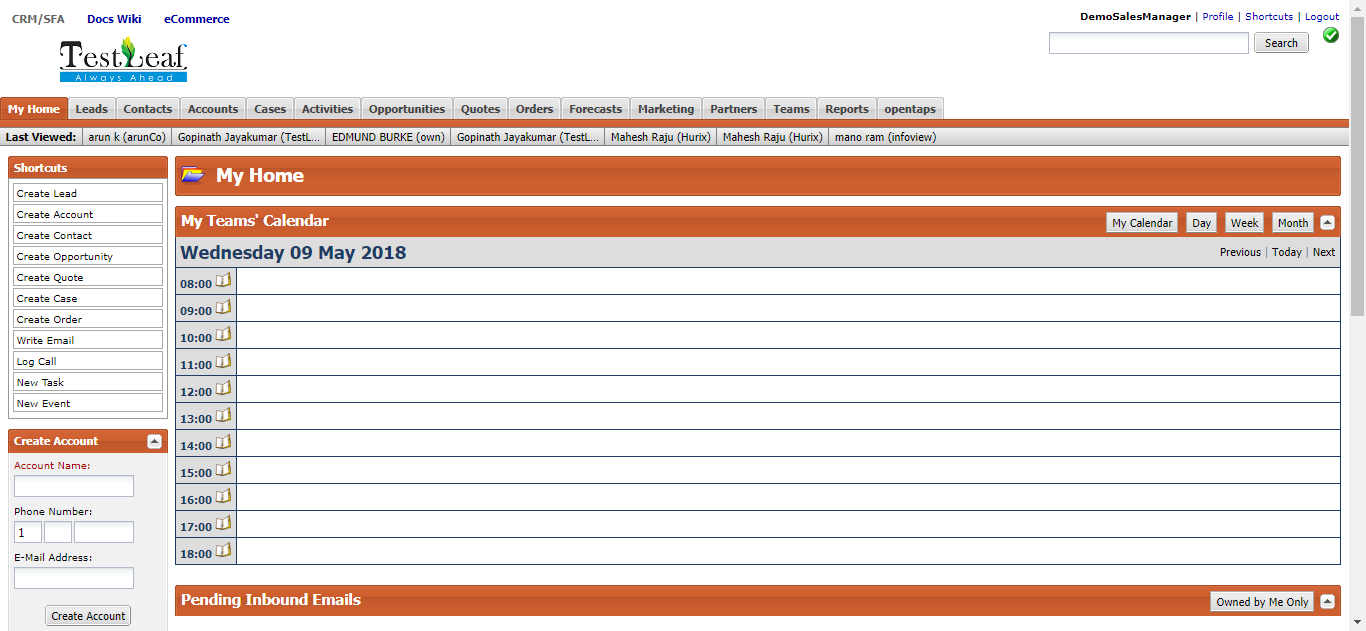 CRM/SFA Docs Wiki eCommerce
DemoSalesManager | Profile | Shortcuts | Logout
Search
TestLeaf
Always Ahead
My Home Leads Contacts Accounts Cases Activities Opportunities Quotes Orders Forecasts Marketing Partners Teams Reports opentaps
Last Viewed: arun k (arunCo) Gopinath Jayakumar (TestL... EDMUND BURKE (own) Gopinath Jayakumar (TestL... Mahesh Raju (Hurix) Mahesh Raju (Hurix) mano ram (infoview)
Shortcuts
Create Lead
Create Account
Create Contact
Create Opportunity
Create Quote
Create Case
Create Order
Write Email
Log Call
New Task
New Event
Create Account
Account Name:
Phone Number:
1
E-Mail Address:
Create Account
My Home
My Teams' Calendar My Calendar Day Week Month
Wednesday 09 May 2018 Previous | Today | Next
08:00
09:00
10:00
11:00
12:00
13:00
14:00
15:00
16:00
17:00
18:00
Pending Inbound Emails Owned by Me Only